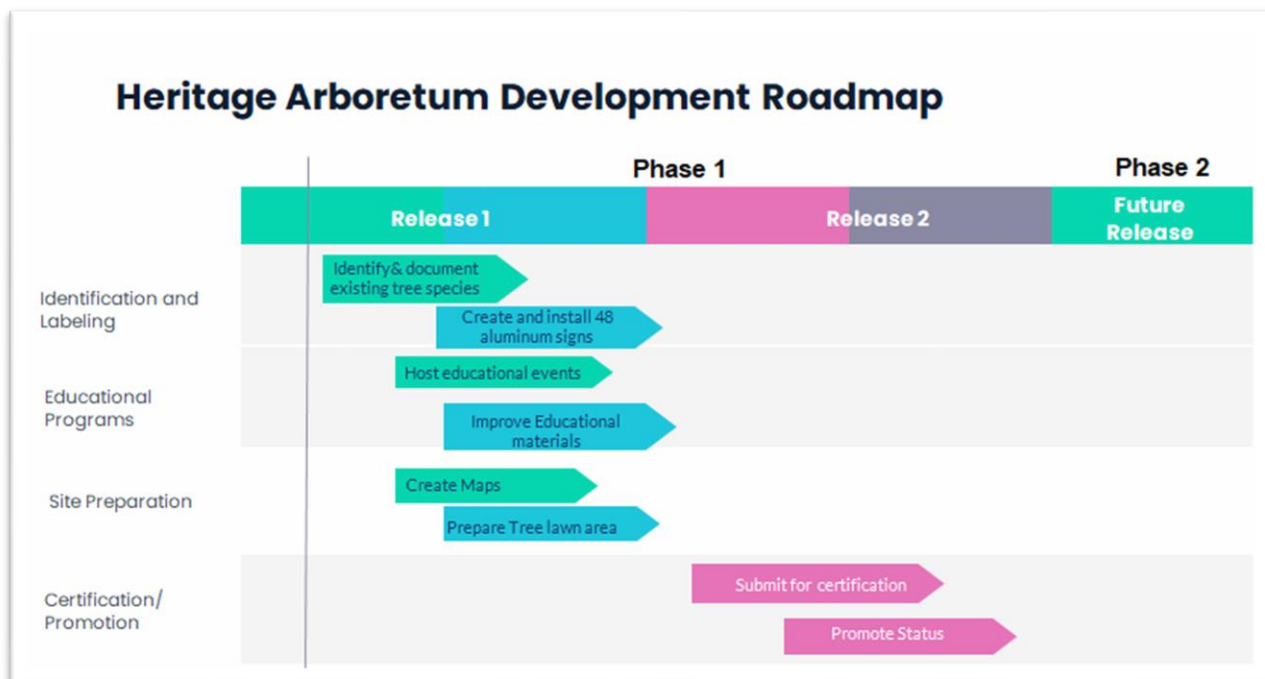 Heritage Arboretum Development Roadmap
Phase 1
Phase 2
Release 1
Release 2
Future
Release
Identification and
Labeling
Identify& document
existing tree species
Create and install 48
aluminum signs
Educational
Programs
Host educational events
Improve Educational
materials
Site Preparation
Create Maps
Prepare Tree lawn area
Certification/
Promotion
Submit for certification
Promote Status